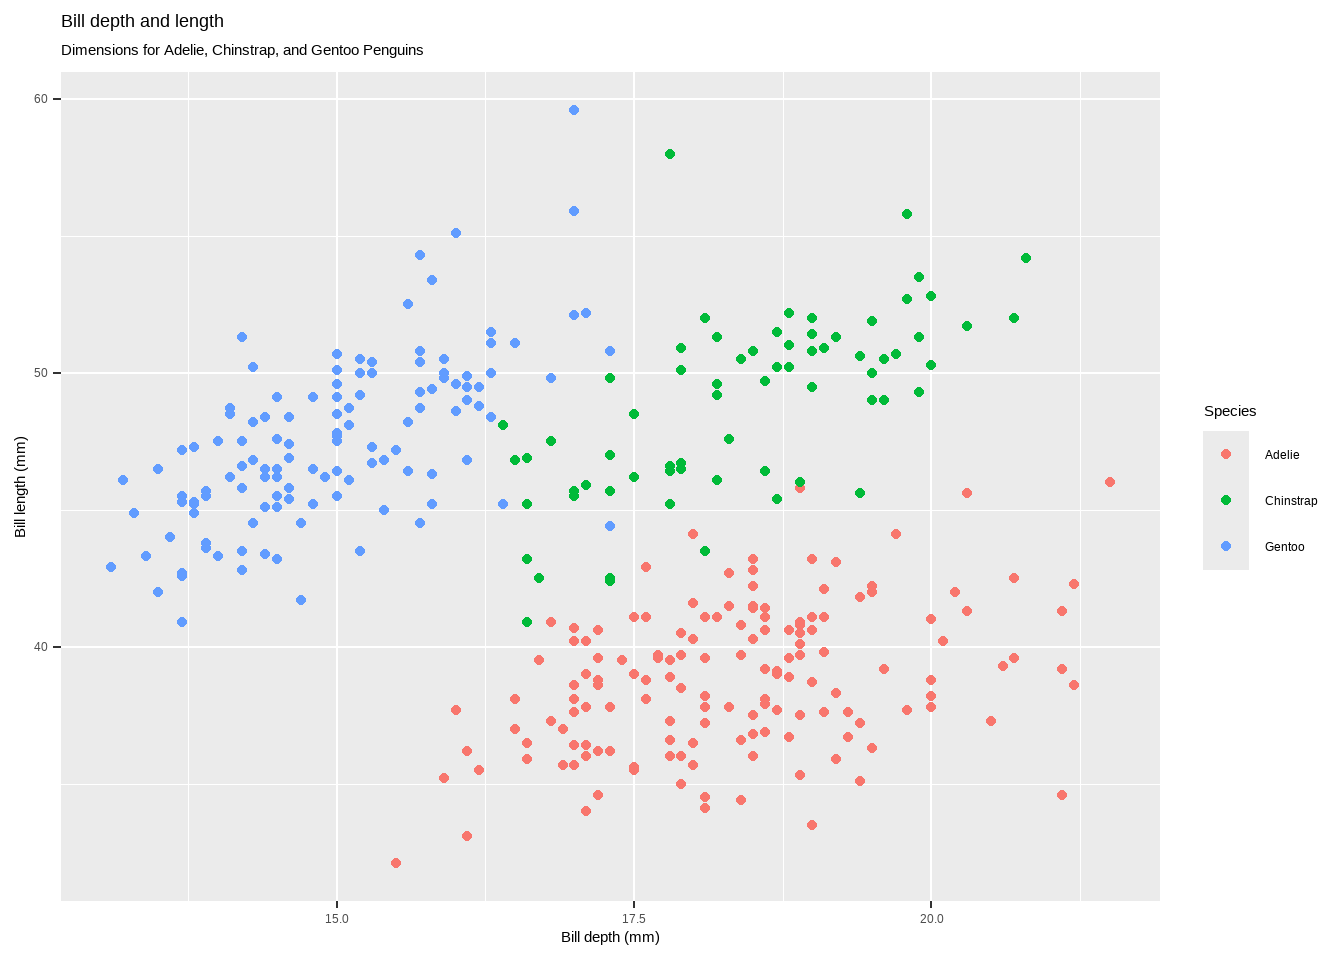 Bill depth and length
Dimensions for Adelie, Chinstrap, and Gentoo Penguins
60
50
40
Bill length (mm)
15.0
17.5
20.0
Bill depth (mm)
Species
Adelie
Chinstrap
Gentoo